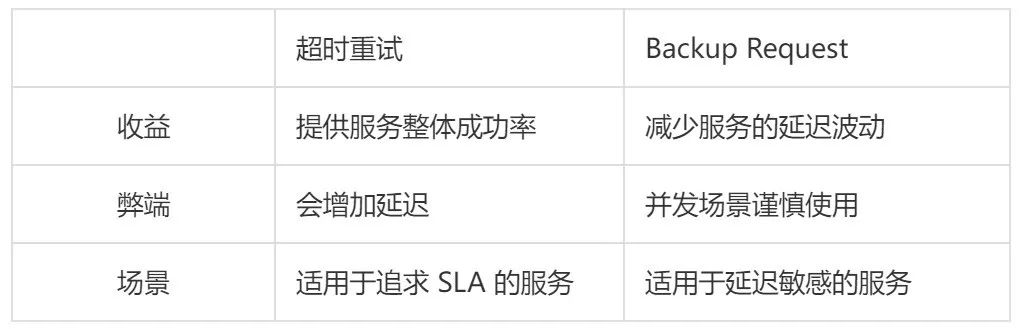 超时重试 Backup Request
收益 提供服务整体成功率 减少服务的延迟波动
弊端 会增加延迟 并发场景谨慎使用
场景 适用于追求 SLA 的服务 适用于延迟敏感的服务